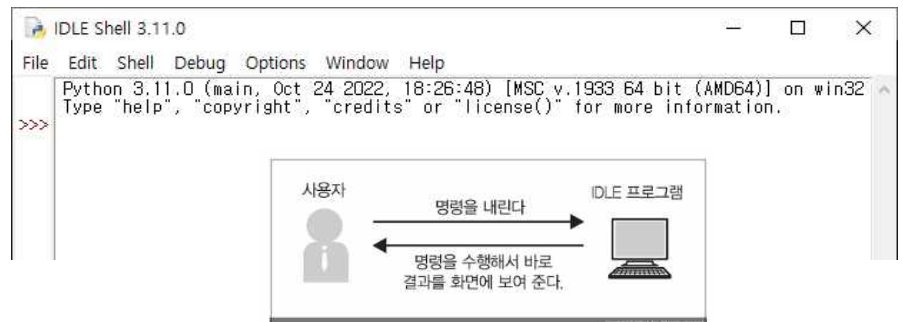 IDLE Shell 3.11.0
File Edit Shell Debug Options Window Help
Python 3.11.0 (main, Oct 24 2022, 18:26:48) [MSC v.1933 64 bit (AMD64)] on win32
Type "help", "copyright", "credits" or "license()" for more information.
>>>
사용자
IDLE 프로그램
명령을 내린다
명령을 수행해서 바로
결과를 화면에 보여 준다.